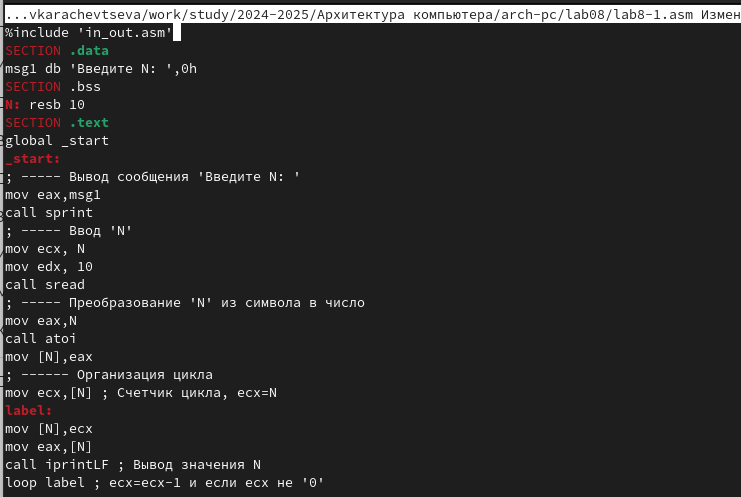 ...vkarachevtseva/work/study/2024-2025/Архитектура компьютера/arch-pc/lab08/lab8-1.asm Измен
%include 'in_out.asm'
SECTION .data
msg1 db 'Введите N: ',0h
SECTION .bss
N: resb 10
SECTION .text
global _start
_start:
; ----- Вывод сообщения 'Введите N: '
mov eax,msg1
call sprint
; ----- Ввод 'N'
mov ecx, N
mov edx, 10
call sread
; ----- Преобразование 'N' из символа в число
mov eax,N
call atoi
mov [N],eax
; ------ Организация цикла
mov ecx,[N] ; Счетчик цикла, ecx=N
label:
mov [N],ecx
mov eax,[N]
call iprintLF ; Вывод значения N
loop label ; ecx=ecx-1 и если ecx не '0'